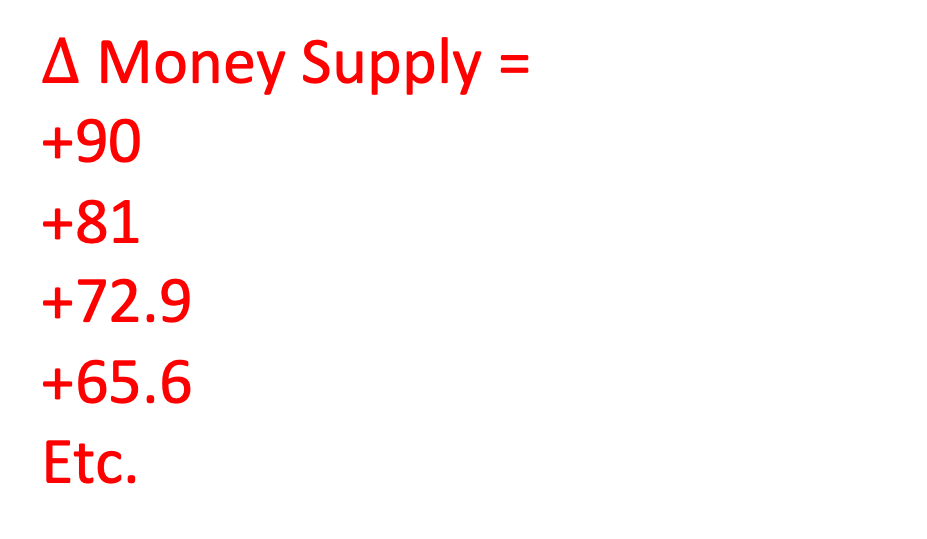 Δ Money Supply =
+90
+81
+72.9
+65.6
Etc.